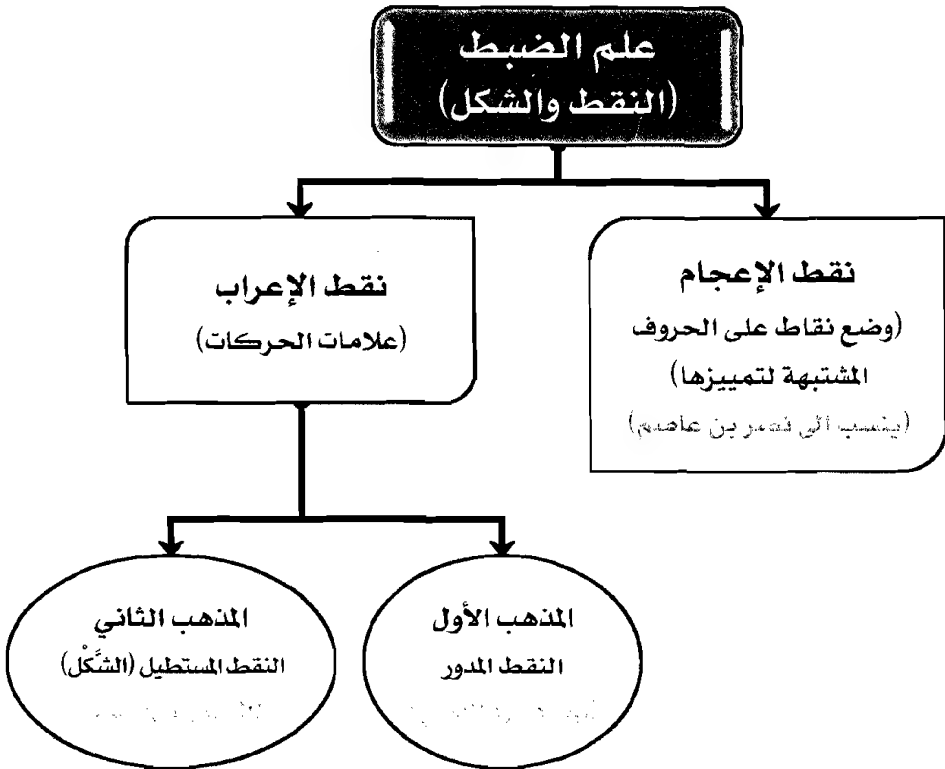 علم الضبط
(النقط والشكل)
نقط الإعجام
(وضع نقاط على الحروف
المشتبهة لتمييزها)
(ينسب الى نصر بن عاصم)
نقط الإعراب
(علامات الحركات)
المذهب الأول
النقط المدور
المذهب الثاني
النقط المستطيل (الشَّكْل)